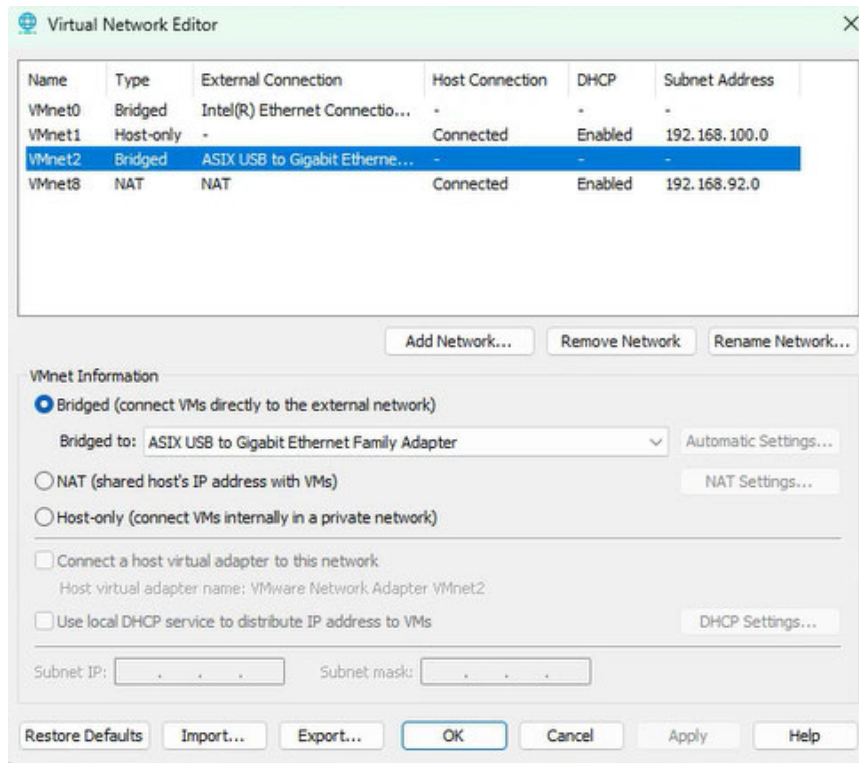 Virtual Network Editor
Name Type External Connection Host Connection DHCP Subnet Address
VMnet0 Bridged Intel(R) Ethernet Connectio... - - -
VMnet1 Host-only - Connected Enabled 192.168.100.0
VMnet2 Bridged ASIX USB to Gigabit Etherne... - - -
VMnet8 NAT NAT Connected Enabled 192.168.92.0
Add Network... Remove Network Rename Network...
VMnet Information
Bridged (connect VMs directly to the external network)
Bridged to: ASIX USB to Gigabit Ethernet Family Adapter Automatic Settings...
NAT (shared host's IP address with VMs) NAT Settings...
Host-only (connect VMs internally in a private network)
Connect a host virtual adapter to this network
Host virtual adapter name: VMware Network Adapter VMnet2
Use local DHCP service to distribute IP address to VMs DHCP Settings...
Subnet IP: . . . Subnet mask: . . .
Restore Defaults Import... Export... OK Cancel Apply Help